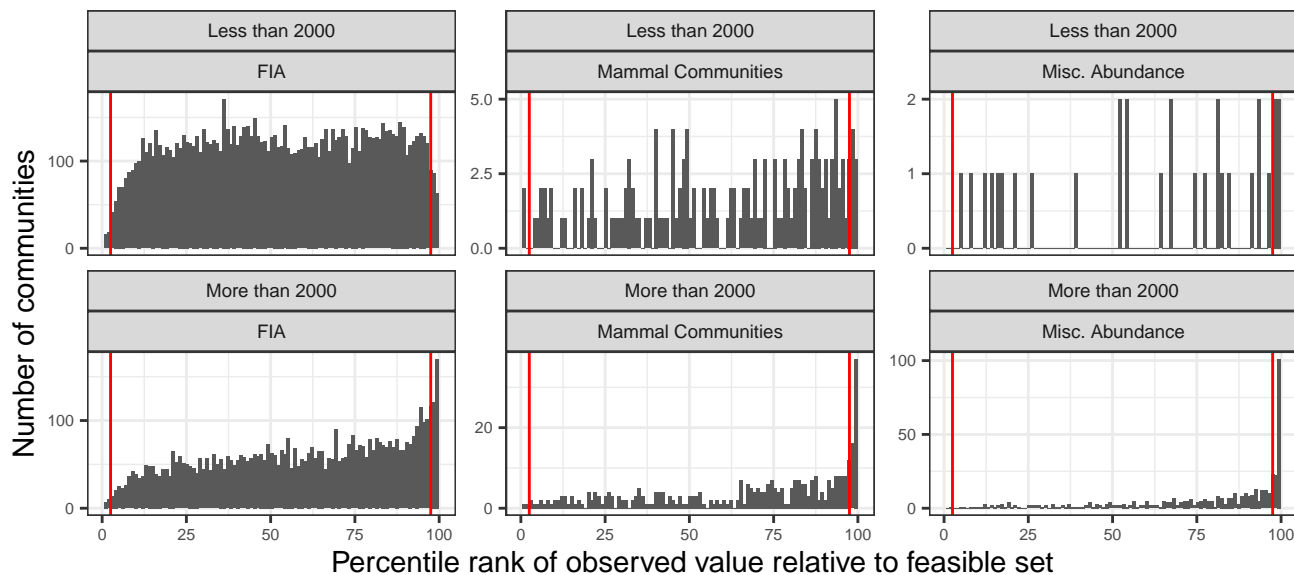 Less than 2000
Less than 2000
Less than 2000
FIA
Mammal Communities
Misc. Abundance
100
0
5.0
2.5
0.0
2
1
0
Number of communities
More than 2000
More than 2000
More than 2000
FIA
Mammal Communities
Misc. Abundance
100
0
20
0
100
50
0
0 25 50 75 100
0 25 50 75 100
0 25 50 75 100
Percentile rank of observed value relative to feasible set